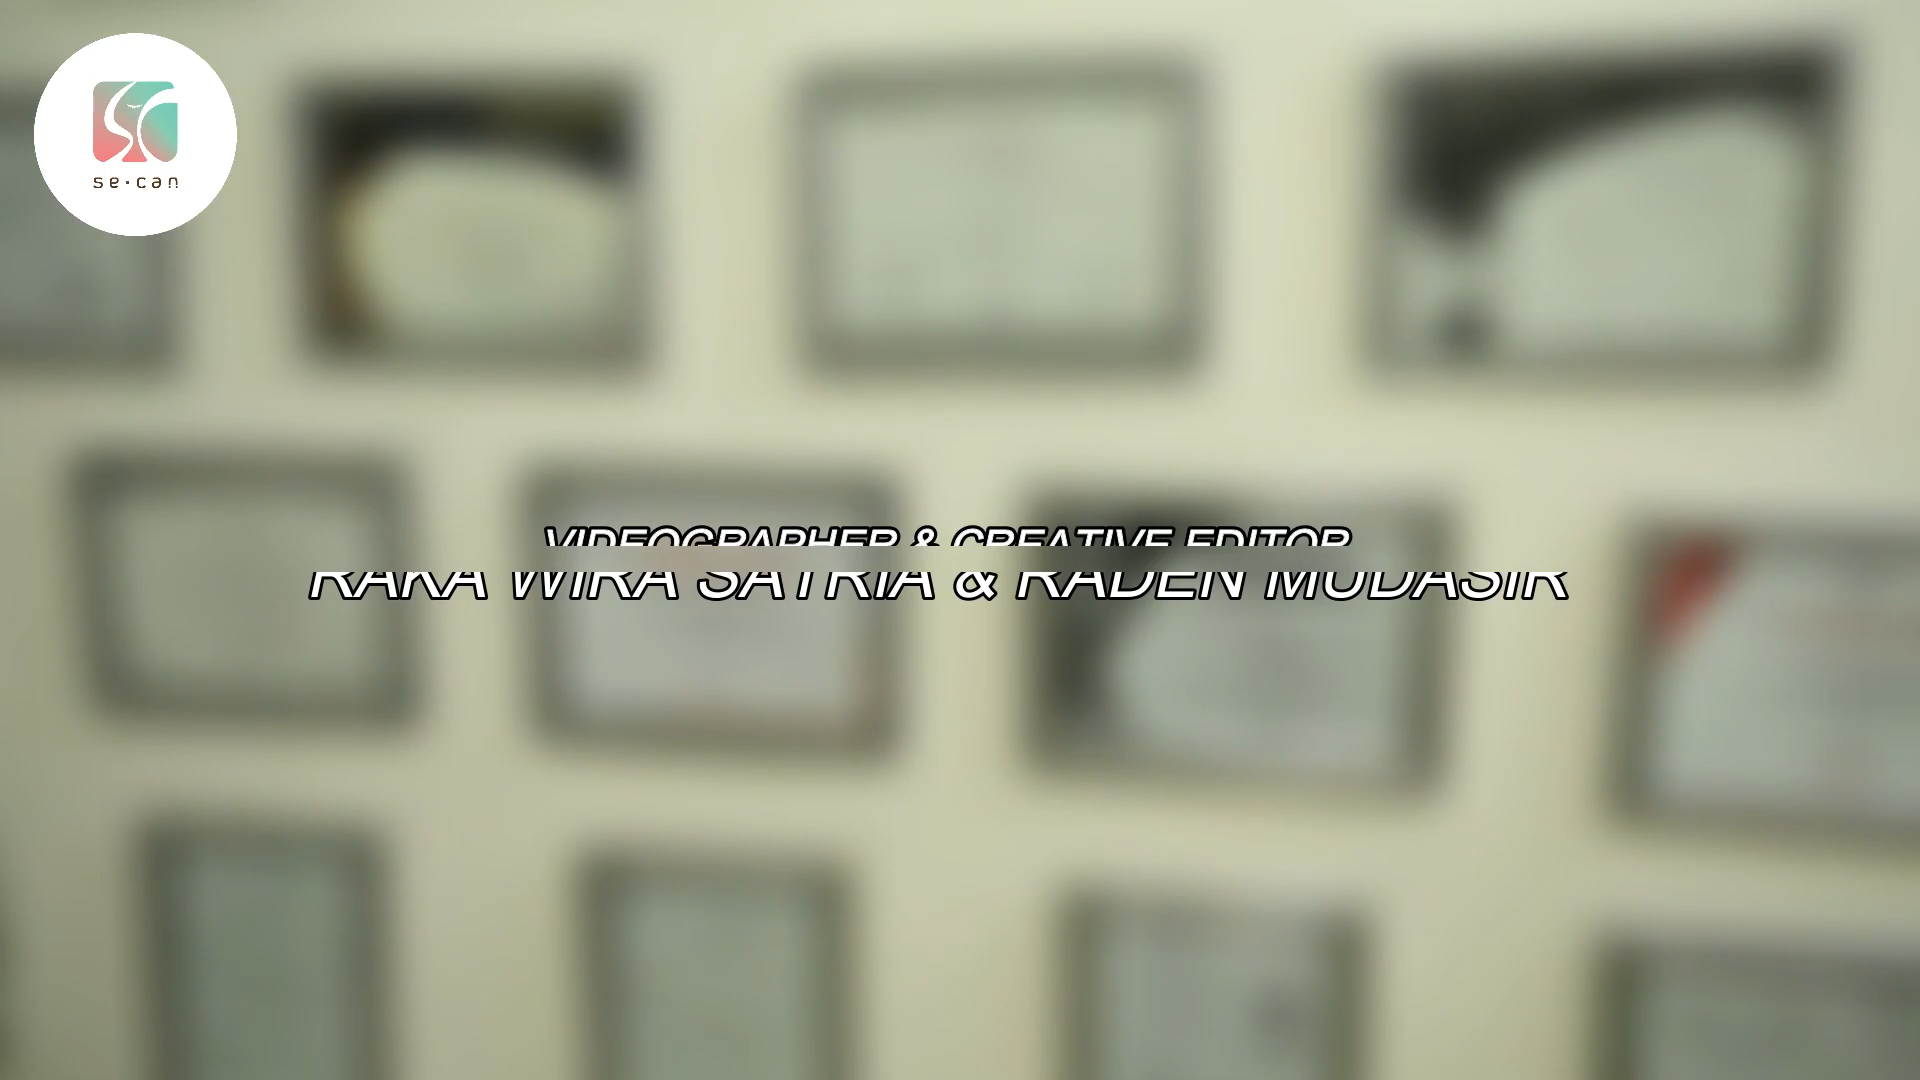 se·can
VIDEOGRAPHER & CREATIVE EDITOR
RAKA WIRA SATRIA & RADEN MUDASIR